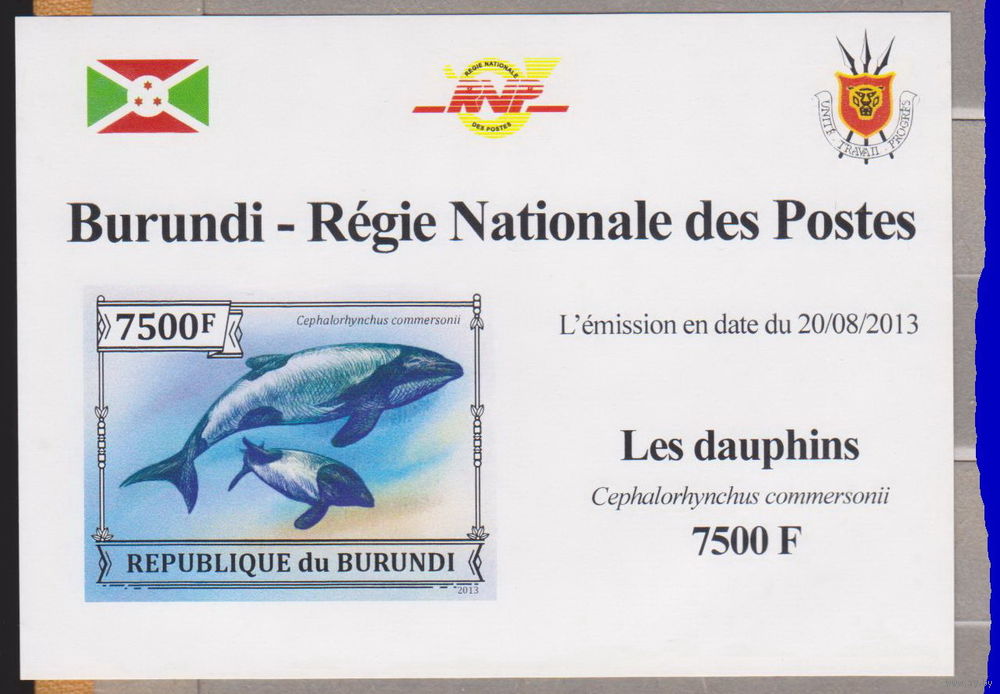 REGIE NATIONALE
RNP
DES POSTES
UNITE - TRAVAIL - PROGRES
Burundi - Régie Nationale des Postes
7500F
Cephalorhynchus commersonii
REPUBLIQUE du BURUNDI
2013
L'émission en date du 20/08/2013
Les dauphins
Cephalorhynchus commersonii
7500 F